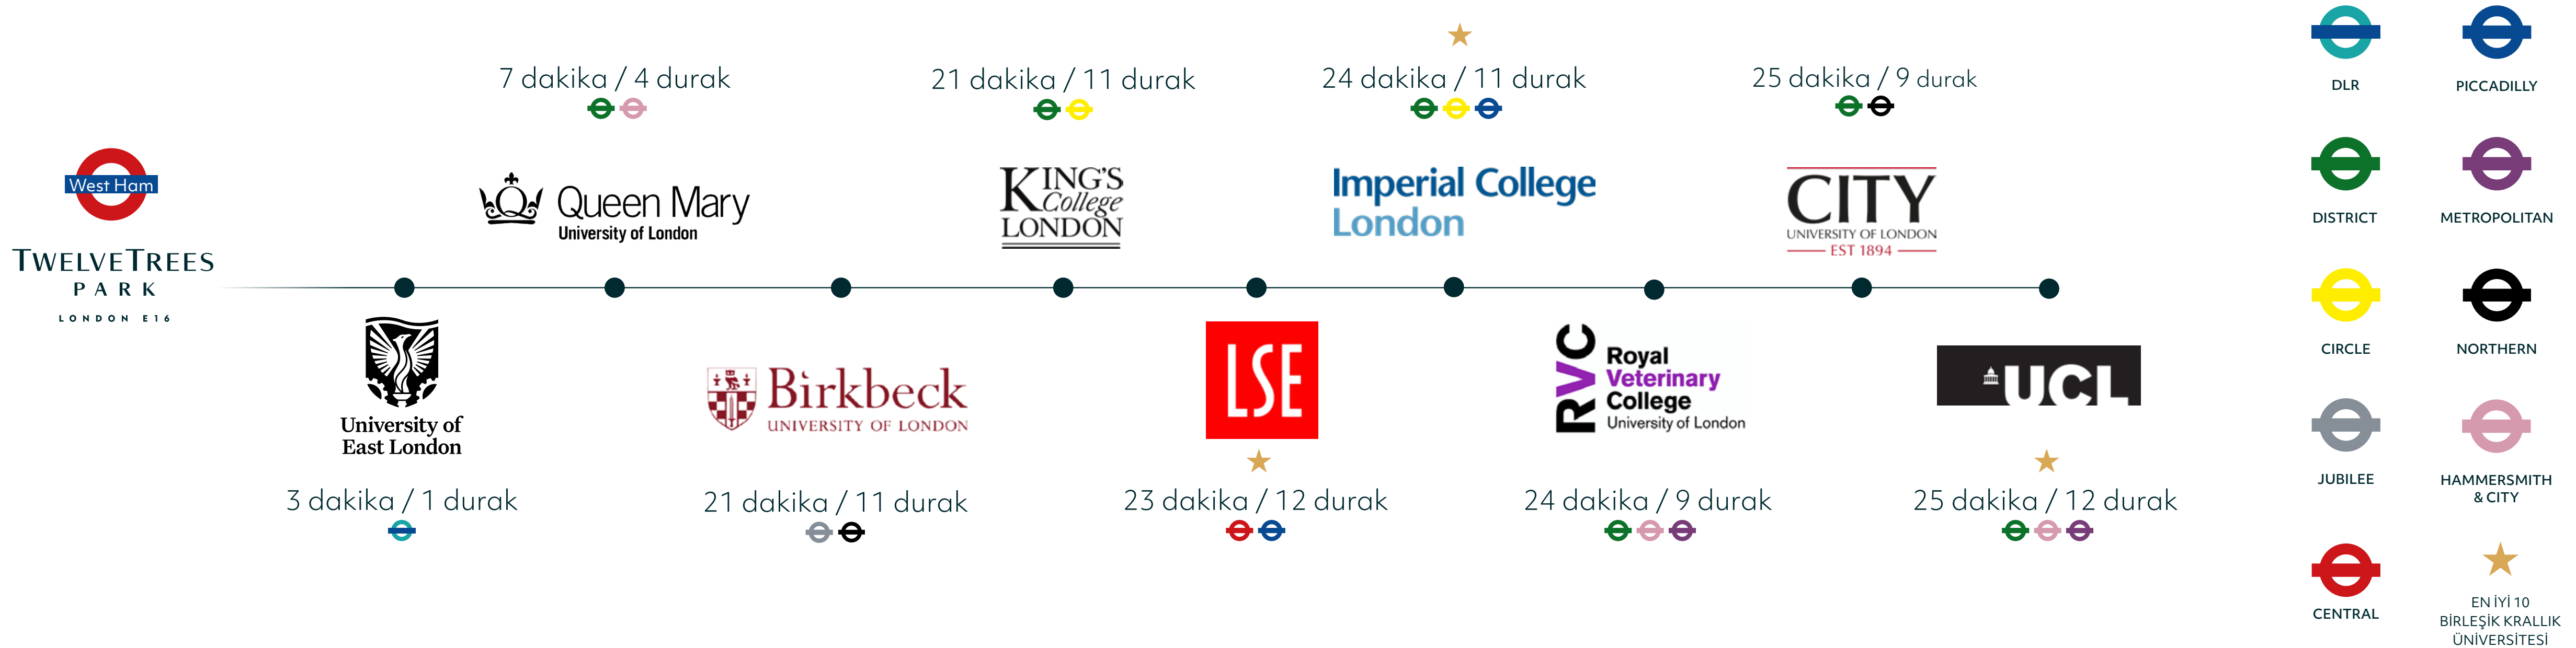 West Ham
TWELVETREES
PARK
LONDON E16
7 dakika / 4 durak
Queen Mary
University of London
21 dakika / 11 durak
KING'S
College
LONDON
24 dakika / 11 durak
Imperial College
London
25 dakika / 9 durak
CITY
UNIVERSITY OF LONDON
EST 1894
University of
East London
3 dakika / 1 durak
Birkbeck
UNIVERSITY OF LONDON
21 dakika / 11 durak
LSE
23 dakika / 12 durak
RVC
Royal
Veterinary
College
University of London
24 dakika / 9 durak
UCL
25 dakika / 12 durak
DLR
PICCADILLY
DISTRICT
METROPOLITAN
CIRCLE
NORTHERN
JUBILEE
HAMMERSMITH
& CITY
CENTRAL
EN İYİ 10
BİRLEŞİK KRALLIK
ÜNİVERSİTESİ